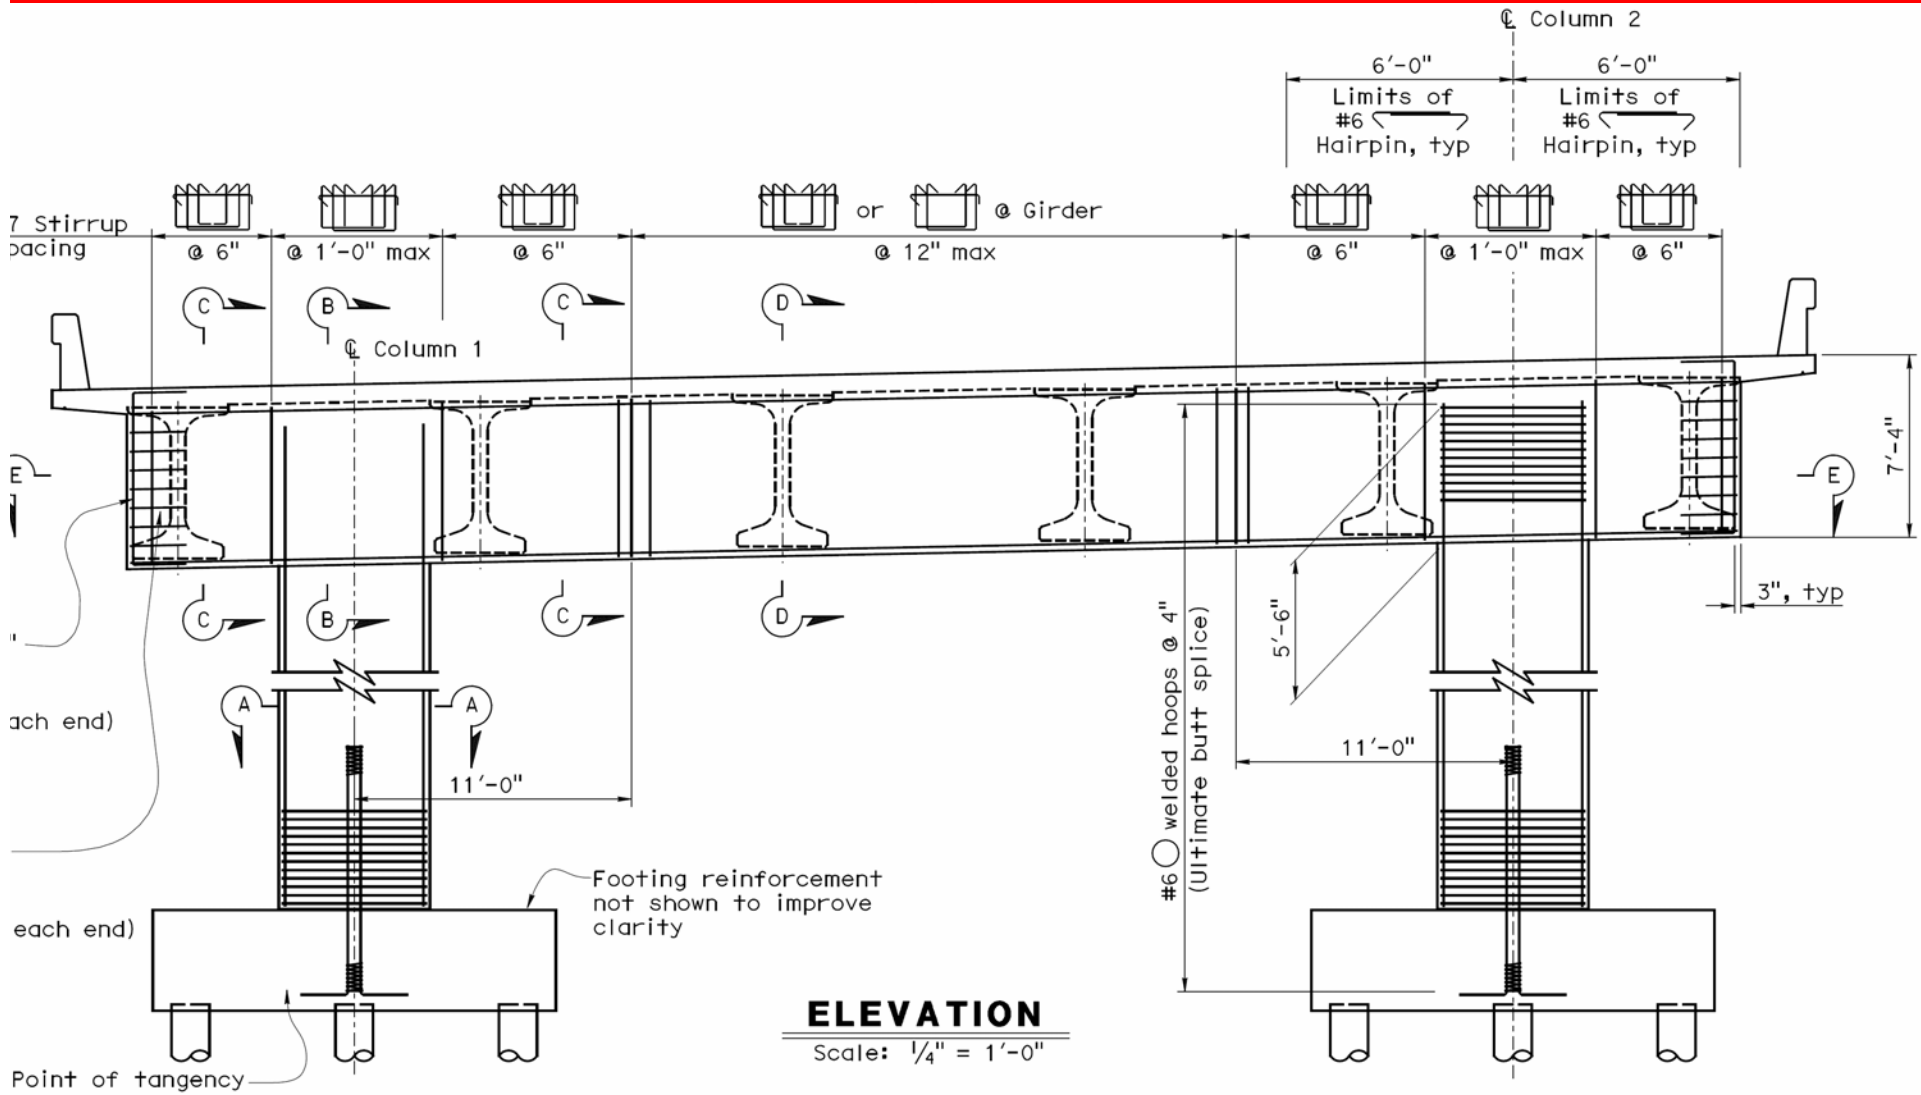 ℄ Column 2
6'-0" 6'-0"
Limits of Limits of
#6 #6
Hairpin, typ Hairpin, typ
7 Stirrup
or @ Girder
@ 6" @ 1'-0" max @ 6" @ 12" max @ 6" @ 1'-0" max @ 6"
C B C D
℄ Column 1
E E
7'-4"
C B C D
3", typ
5'-6"
#6 welded hoops @ 4"
(Ultimate butt splice)
A A
each end)
11'-0"
11'-0"
Footing reinforcement
not shown to improve
clarity
each end)
ELEVATION
Scale: 1/4" = 1'-0"
Point of tangency